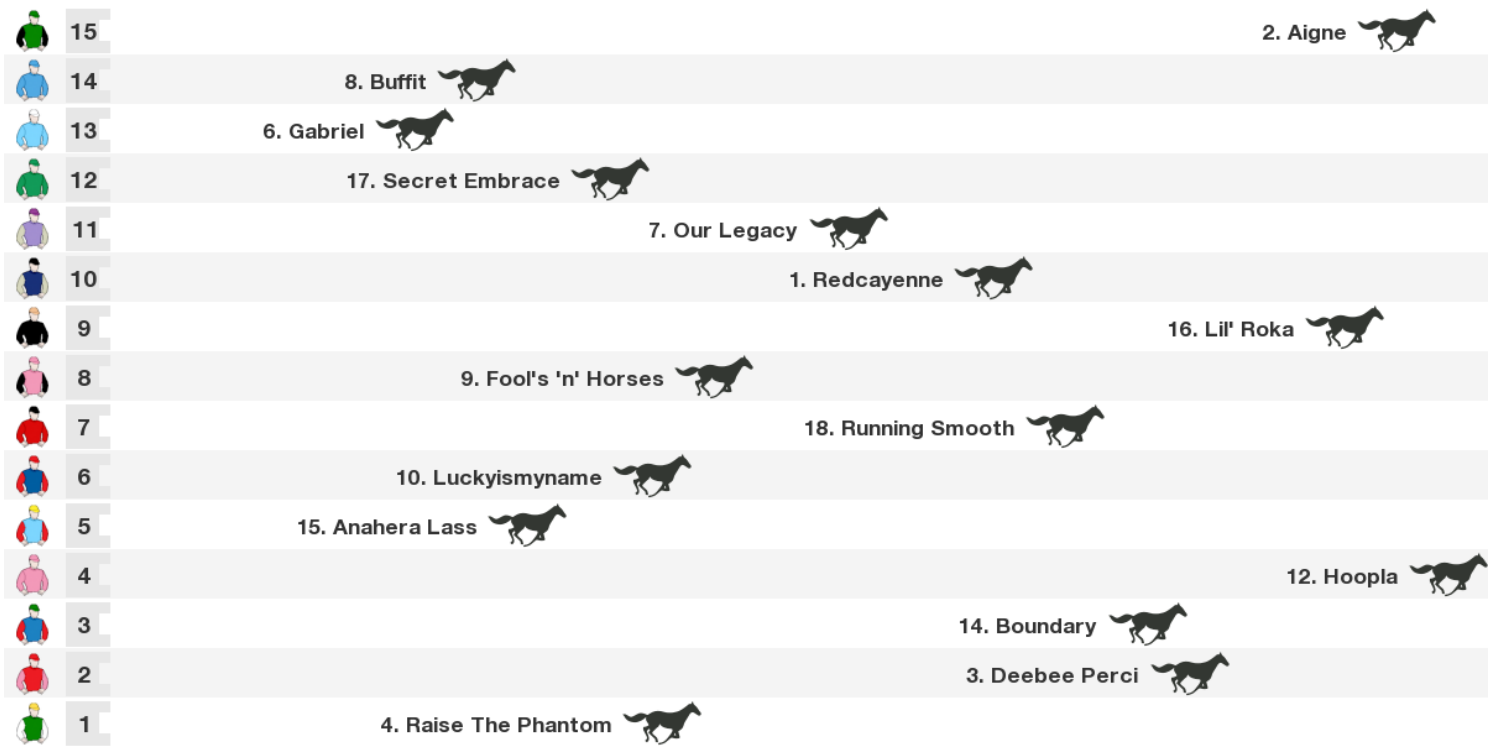 15 2. Aigne
14 8. Buffit
13 6. Gabriel
12 17. Secret Embrace
11 7. Our Legacy
10 1. Redcayenne
9 16. Lil' Roka
8 9. Fool's 'n' Horses
7 18. Running Smooth
6 10. Luckyismyname
5 15. Anahera Lass
4 12. Hoopla
3 14. Boundary
2 3. Deebee Perci
1 4. Raise The Phantom